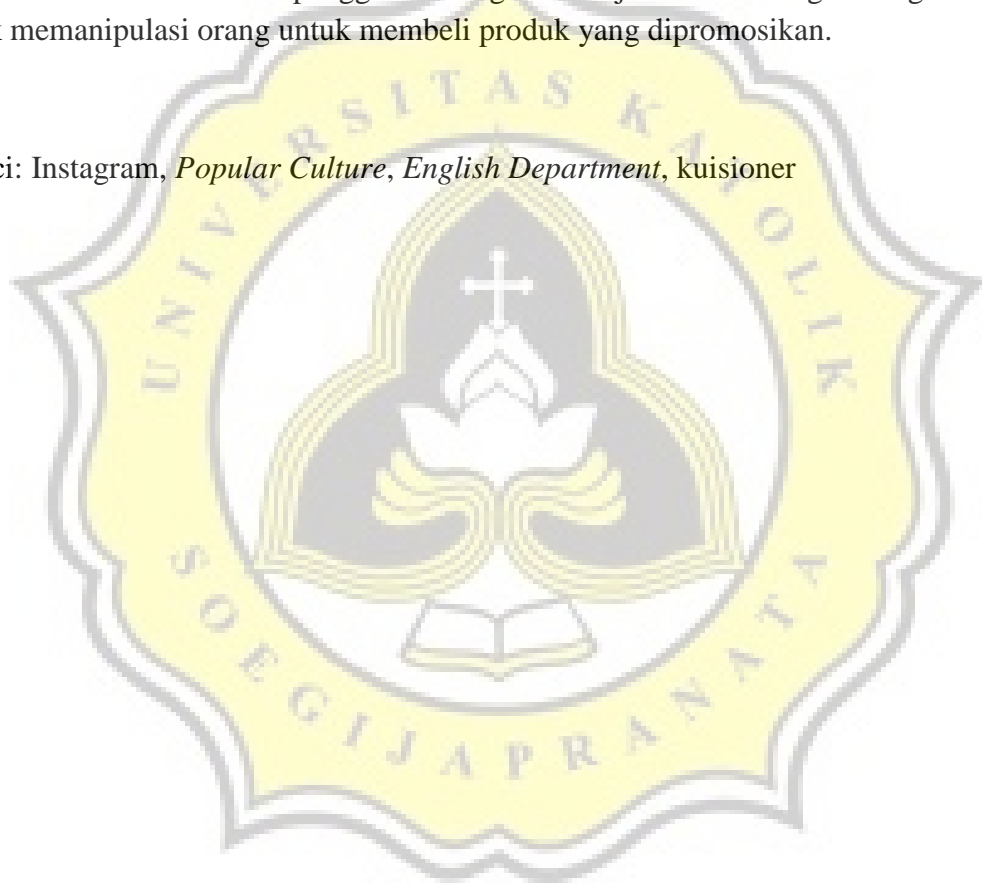 memanipulasi orang untuk membeli produk yang dipromosikan.
ci: Instagram, Popular Culture, English Department, kuisioner
UNIVERSITAS KATOLIK
SOEGIJAPRANATA